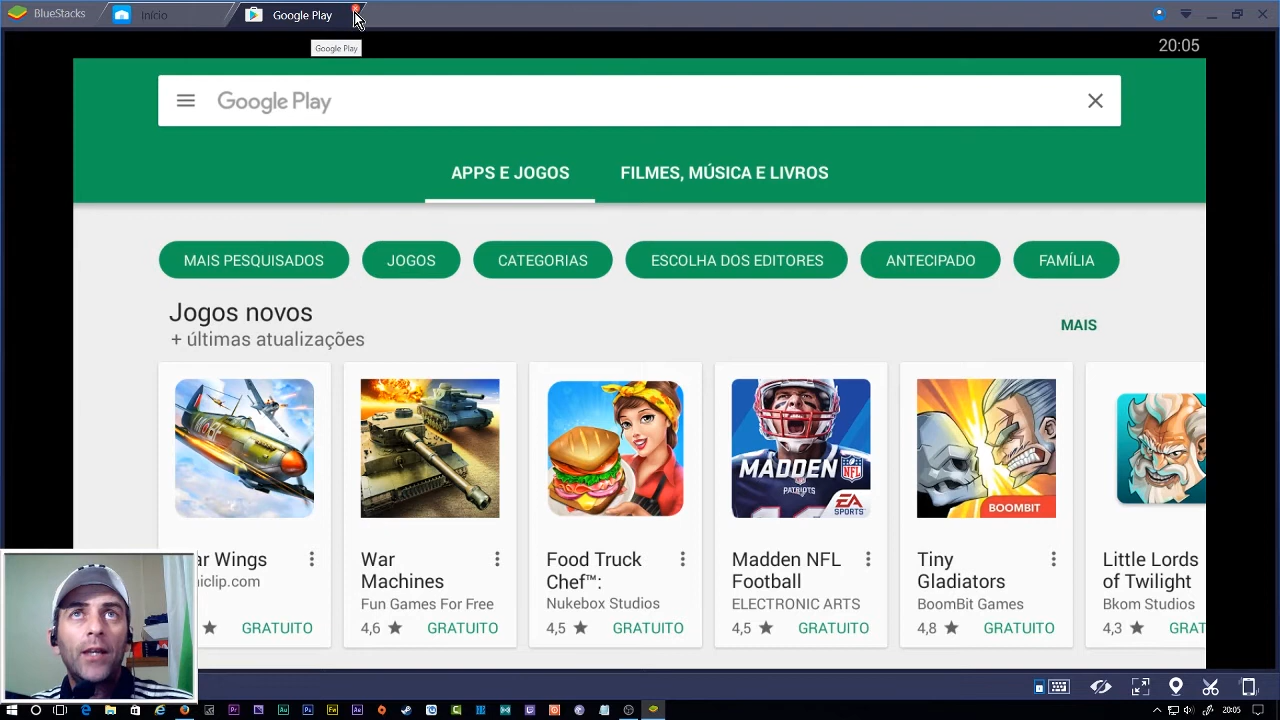 BlueStacks
Início
Google Play
Google Play
20:05
Google Play
APPS E JOGOS
FILMES, MÚSICA E LIVROS
MAIS PESQUISADOS
JOGOS
CATEGORIAS
ESCOLHA DOS EDITORES
ANTECIPADO
FAMÍLIA
Jogos novos
+ últimas atualizações
MAIS
MADDEN NFL
PATRIOTS
EA SPORTS
BOOMBIT
ar Wings
niclip.com
GRATUITO
War
Machines
Fun Games For Free
4,6 ★ GRATUITO
Food Truck
Chef™:
Nukebox Studios
4,5 ★ GRATUITO
Madden NFL
Football
ELECTRONIC ARTS
4,5 ★ GRATUITO
Tiny
Gladiators
BoomBit Games
4,8 ★ GRATUITO
Little Lords
of Twilight
Bkom Studios
4,3 ★ GRAT
20:05